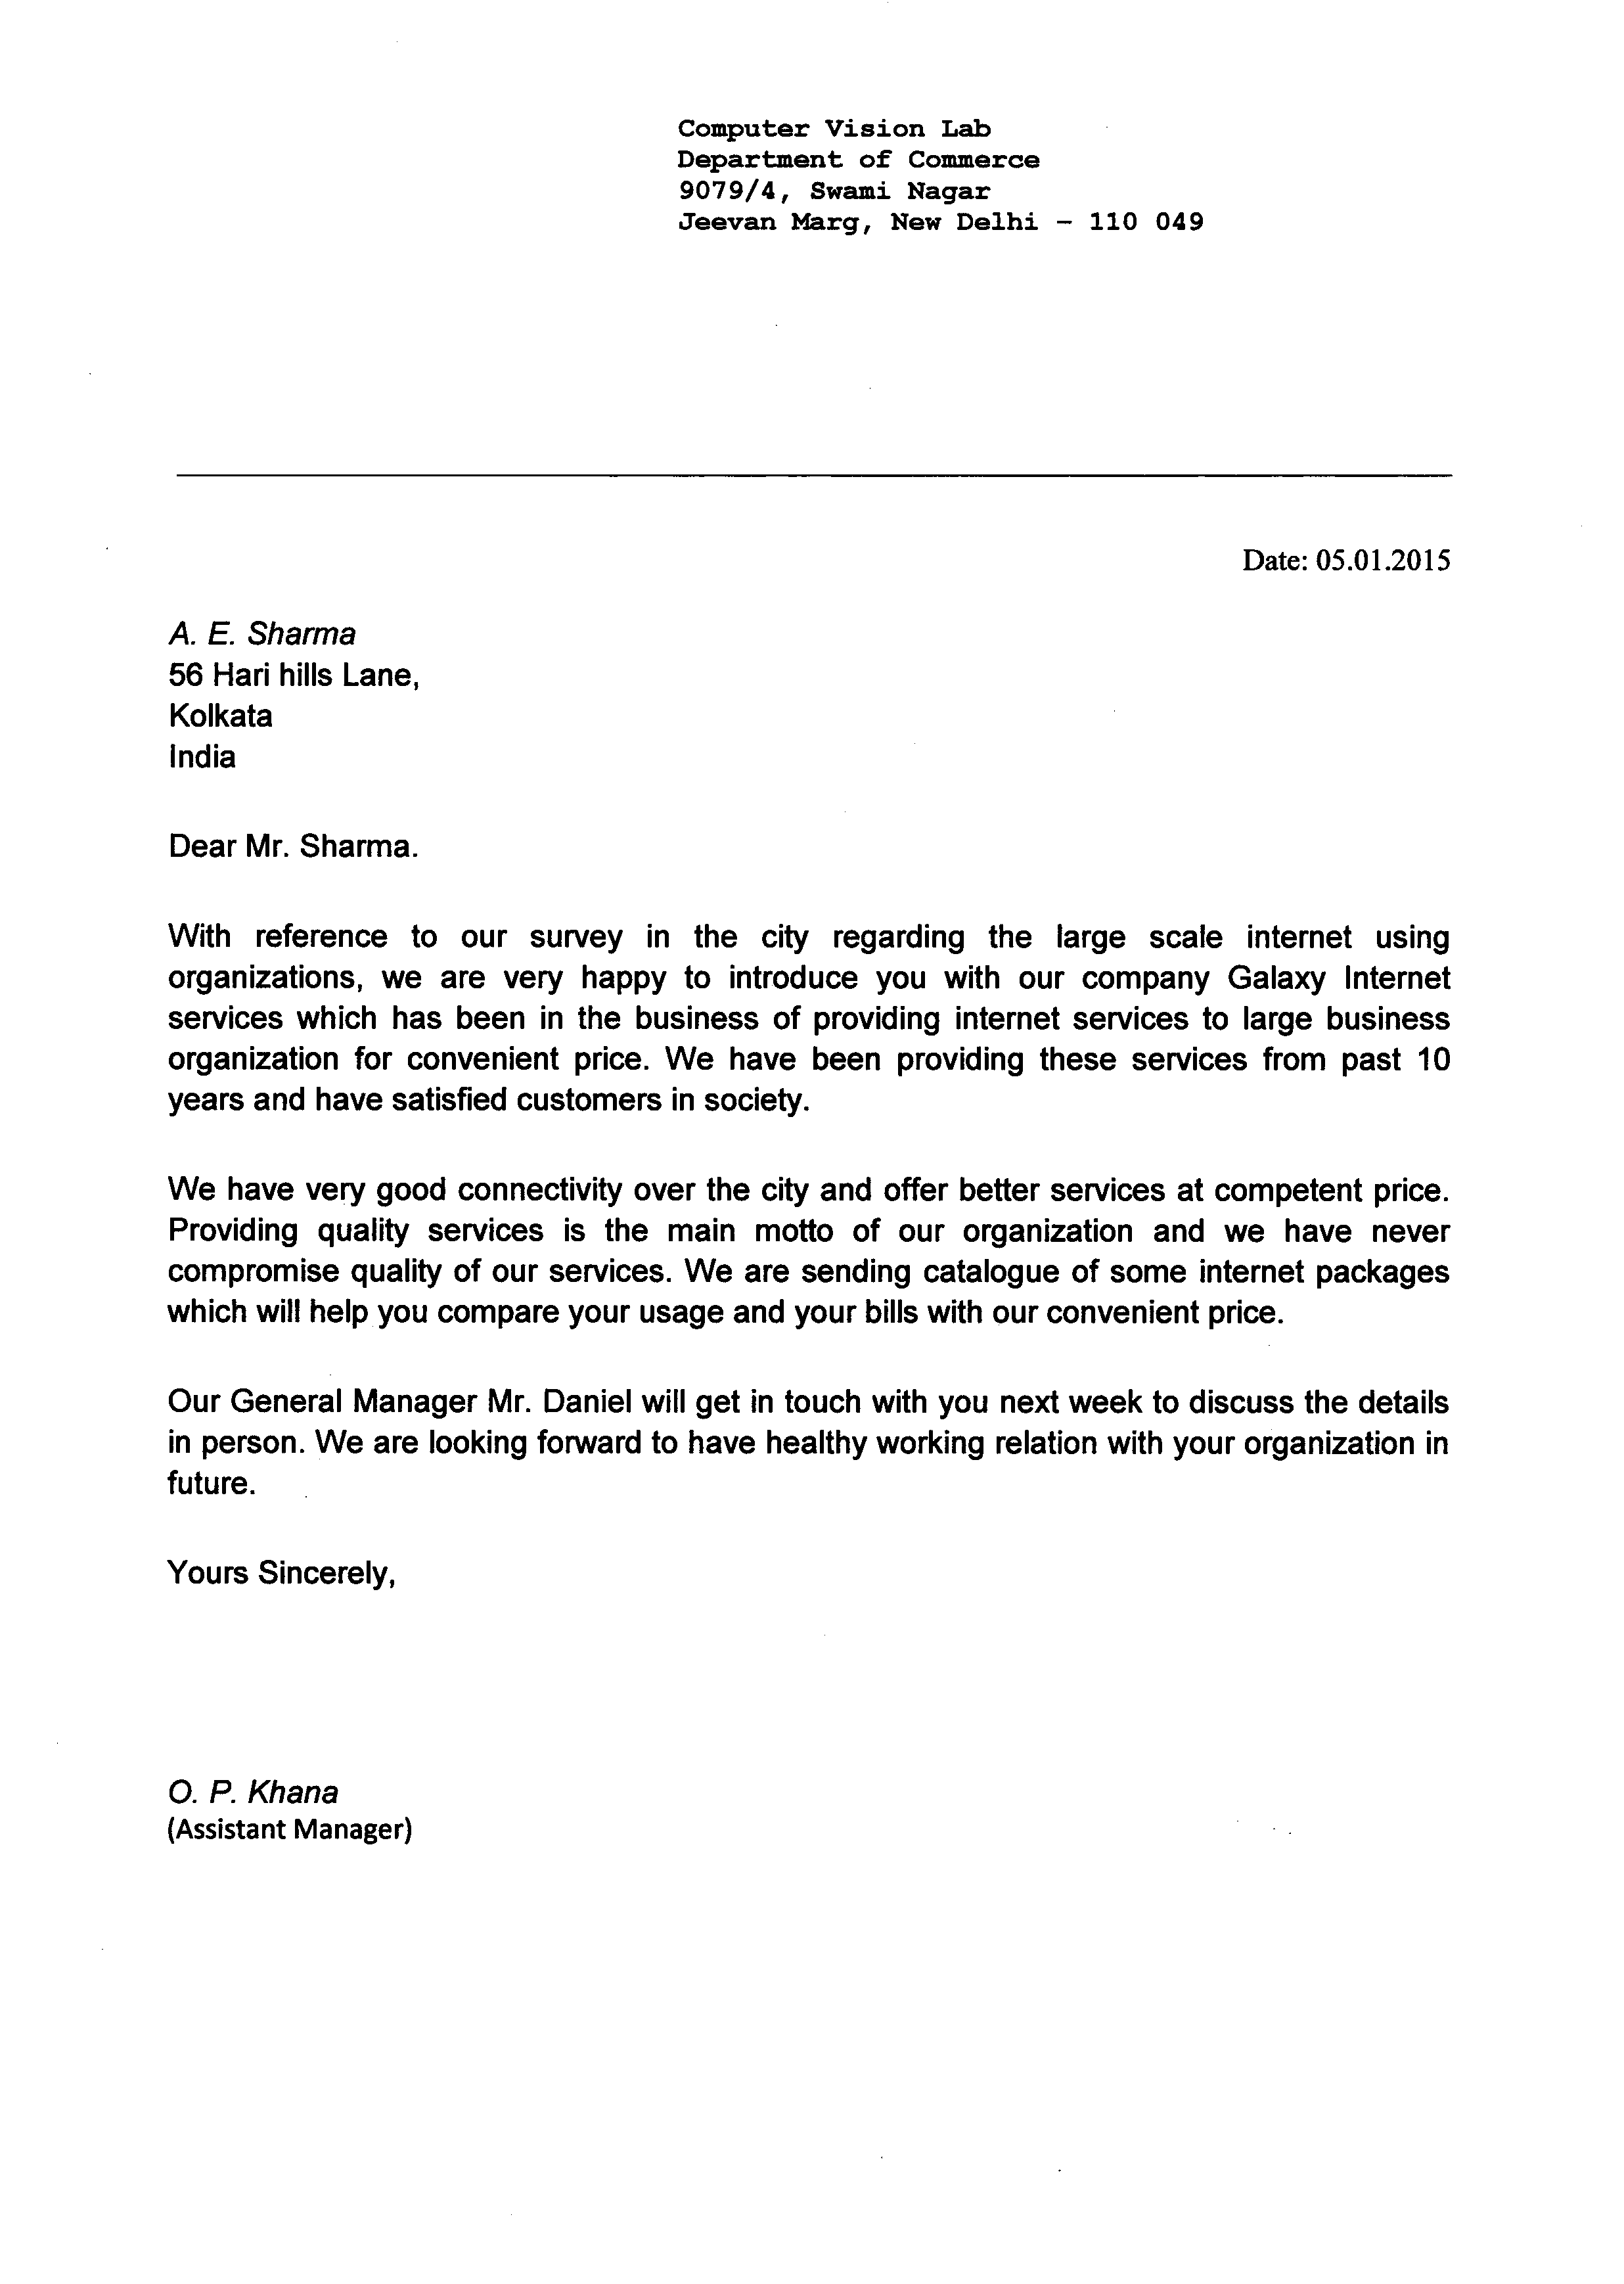 Computer Vision Lab
Department of Commerce
9079/4, Swami Nagar
Jeevan Marg, New Delhi – 110 049
Date: 05.01.2015
A. E. Sharma
56 Hari hills Lane,
Kolkata
India
Dear Mr. Sharma.
With reference to our survey in the city regarding the large scale internet using
organizations, we are very happy to introduce you with our company Galaxy Internet
services which has been in the business of providing internet services to large business
organization for convenient price. We have been providing these services from past 10
years and have satisfied customers in society.
We have very good connectivity over the city and offer better services at competent price.
Providing quality services is the main motto of our organization and we have never
compromise quality of our services. We are sending catalogue of some internet packages
which will help you compare your usage and your bills with our convenient price.
Our General Manager Mr. Daniel will get in touch with you next week to discuss the details
in person. We are looking forward to have healthy working relation with your organization in
future.
Yours Sincerely,
O. P. Khana
(Assistant Manager)